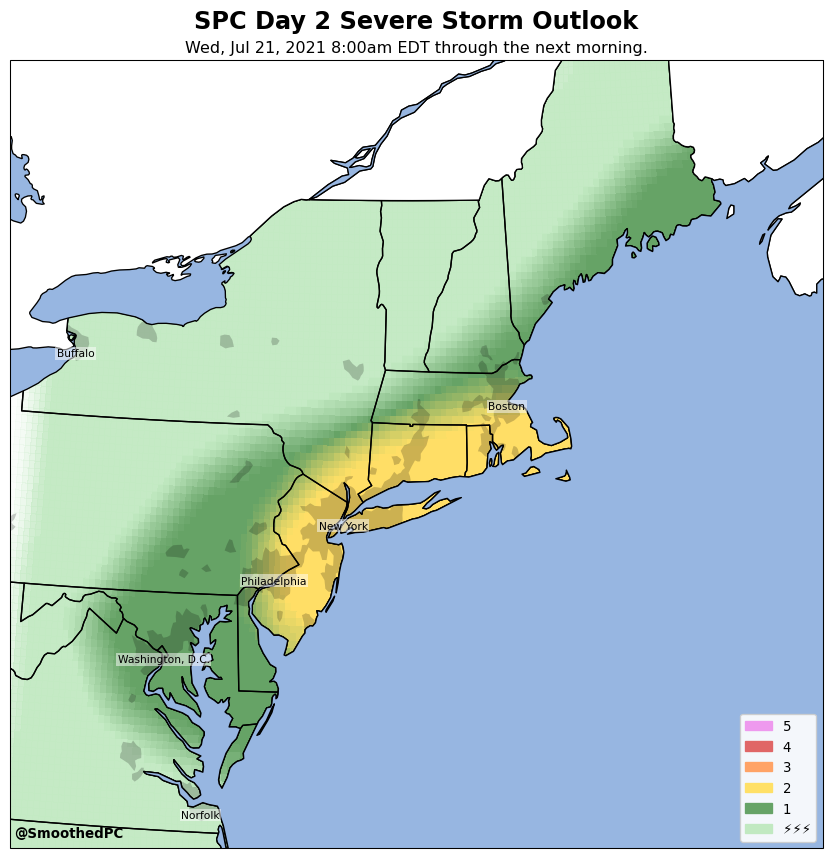 SPC Day 2 Severe Storm Outlook
Wed, Jul 21, 2021 8:00am EDT through the next morning.
Buffalo
Boston
New York
Philadelphia
Washington, D.C.
Norfolk
@SmoothedPC
5
4
3
2
1
⚡⚡⚡